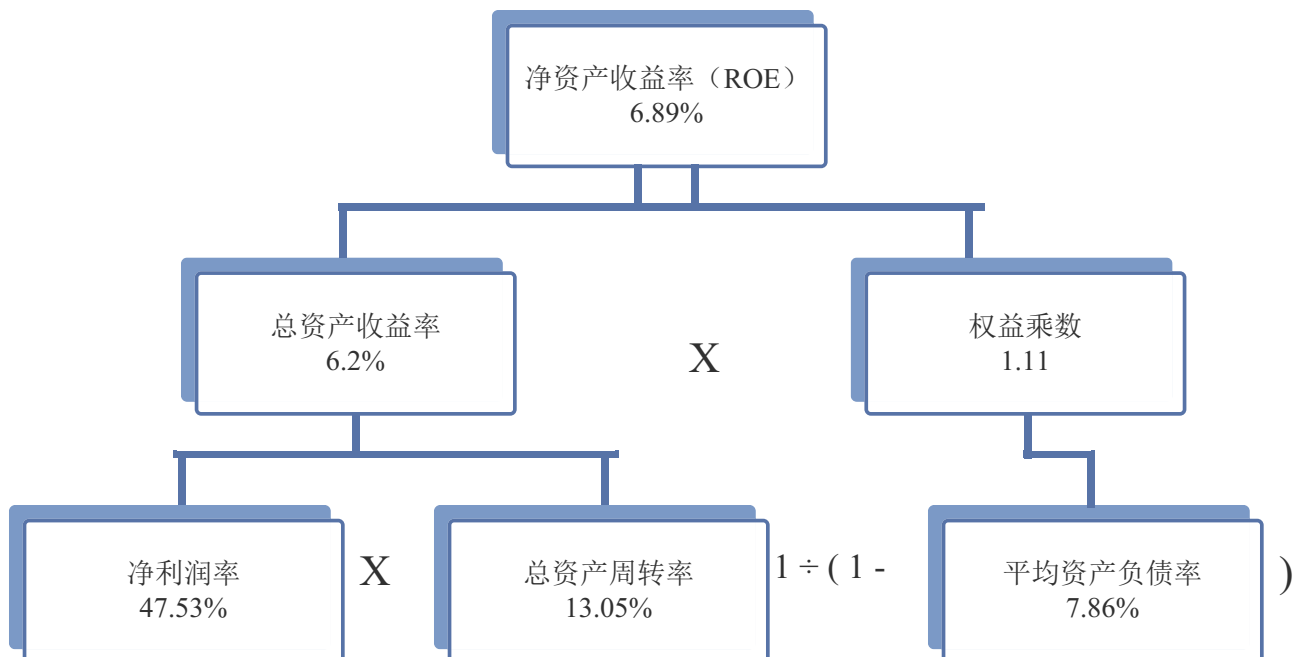 净资产收益率（ROE）
6.89%
总资产收益率
6.2%
X
权益乘数
1.11
净利润率
47.53%
X
总资产周转率
13.05%
1 ÷ ( 1 -
平均资产负债率
7.86%
)